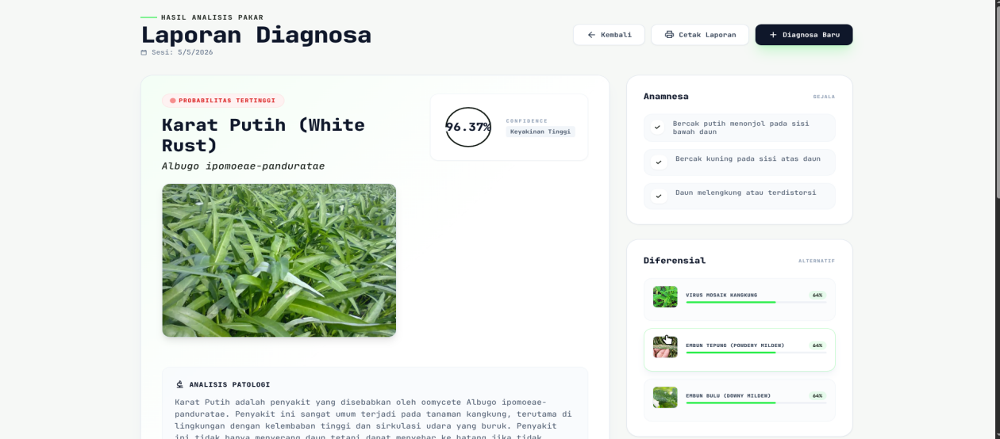 HASIL ANALISIS PAKAR
Laporan Diagnosa
Sesi: 5/5/2026
Kembali
Cetak Laporan
Diagnosa Baru
PROBABILITAS TERTINGGI
Karat Putih (White
Rust)
Albugo ipomoeae-panduratae
96.37%
CONFIDENCE
Keyakinan Tinggi
ANALISIS PATOLOGI
Karat Putih adalah penyakit yang disebabkan oleh oomycete Albugo ipomoeae-
panduratae. Penyakit ini sangat umum terjadi pada tanaman kangkung, terutama di
lingkungan dengan kelembaban tinggi dan sirkulasi udara yang buruk. Penyakit
ini tidak hanya menyerang daun tetapi dapat menyebar ke batang jika tidak
Anamnesa
GEJALA
Bercak putih menonjol pada sisi
bawah daun
Bercak kuning pada sisi atas daun
Daun melengkung atau terdistorsi
Diferensial
ALTERNATIF
VIRUS MOSAIK KANGKUNG
64%
EMBUN TEPUNG (POWDERY MILDEW)
64%
EMBUN BULU (DOWNY MILDEW)
64%